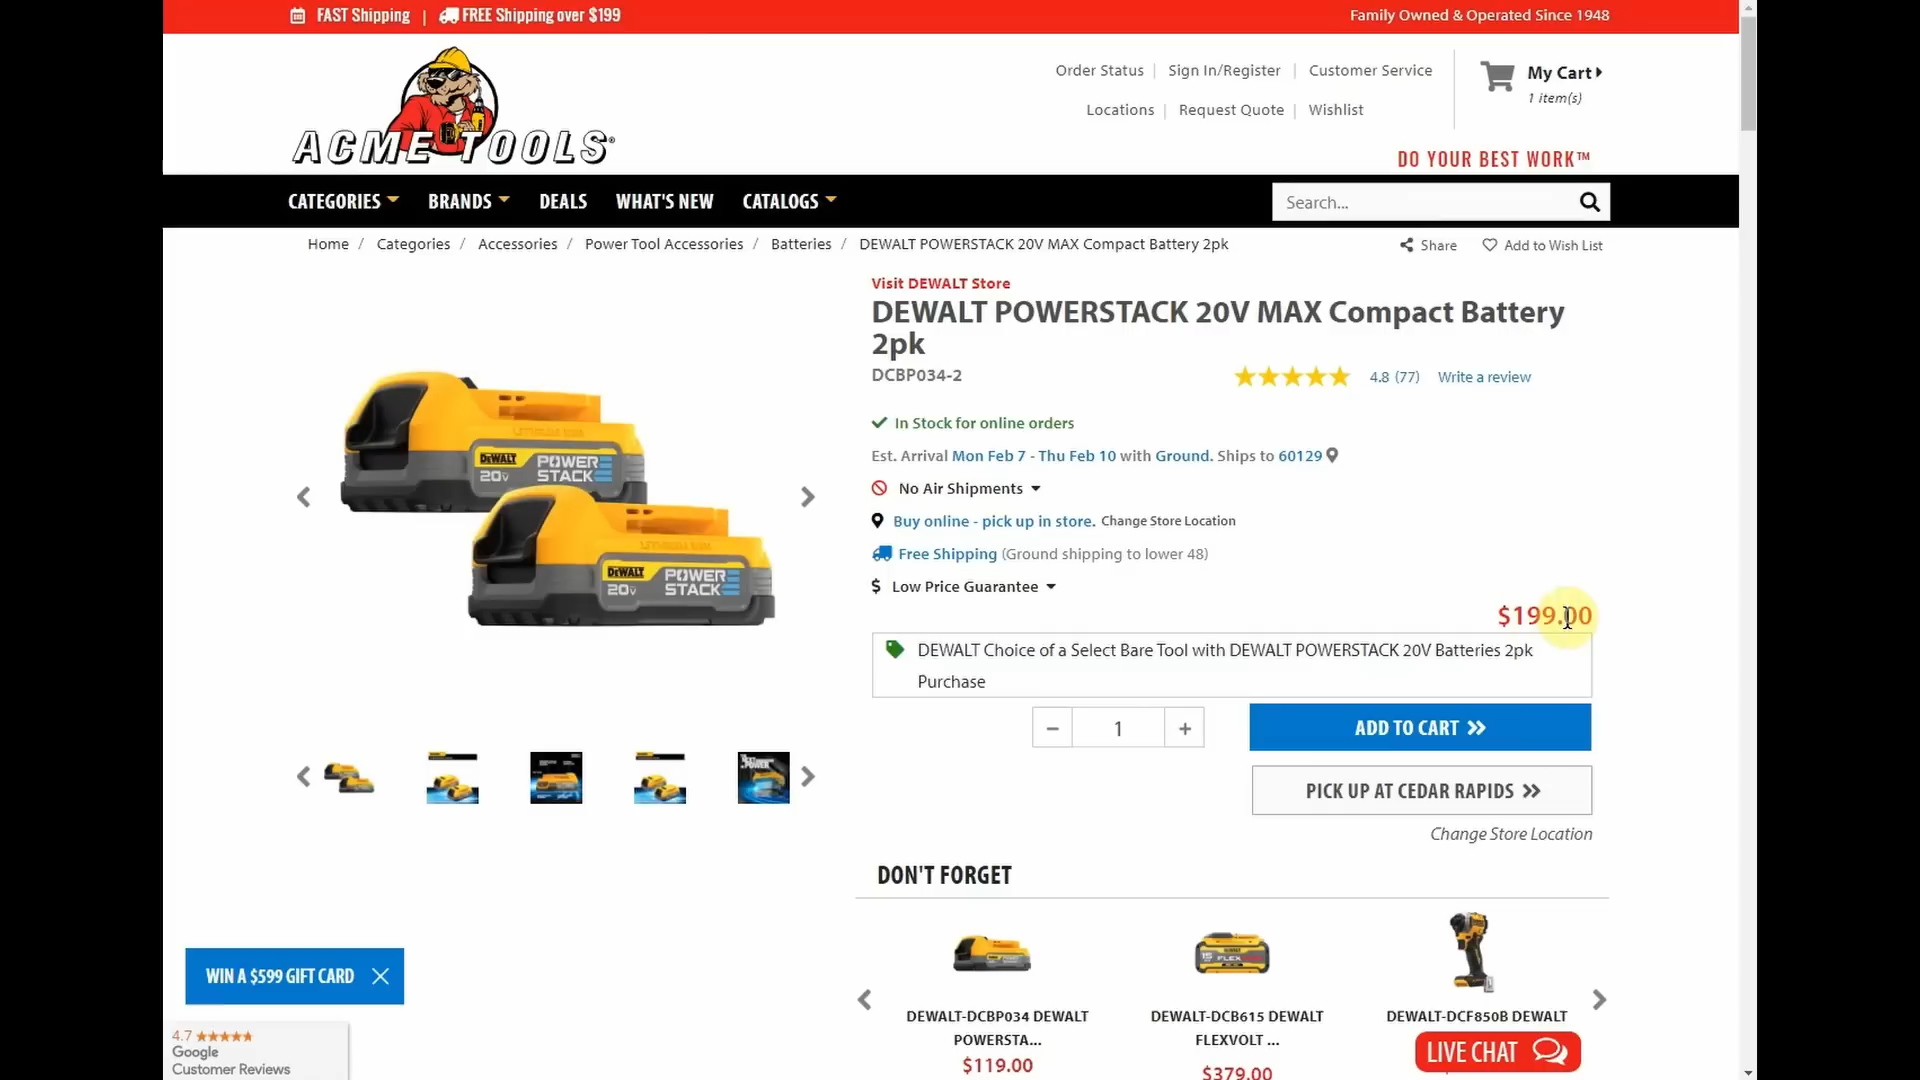 FAST Shipping | FREE Shipping over $199
Family Owned & Operated Since 1948
ACME TOOLS
Order Status | Sign In/Register | Customer Service
Locations | Request Quote | Wishlist
My Cart
1 item(s)
DO YOUR BEST WORK™
CATEGORIES BRANDS DEALS WHAT'S NEW CATALOGS
Search...
Home / Categories / Accessories / Power Tool Accessories / Batteries / DEWALT POWERSTACK 20V MAX Compact Battery 2pk
Share Add to Wish List
Visit DEWALT Store
DEWALT POWERSTACK 20V MAX Compact Battery
2pk
DCBP034-2
4.8 (77) Write a review
In Stock for online orders
Est. Arrival Mon Feb 7 - Thu Feb 10 with Ground. Ships to 60129
No Air Shipments
Buy online - pick up in store. Change Store Location
Free Shipping (Ground shipping to lower 48)
$ Low Price Guarantee
$199.00
DEWALT Choice of a Select Bare Tool with DEWALT POWERSTACK 20V Batteries 2pk
Purchase
1
ADD TO CART
PICK UP AT CEDAR RAPIDS
Change Store Location
DEWALT
20V
POWER
STACK
DEWALT
20V
POWER
STACK
DON'T FORGET
DEWALT-DCBP034 DEWALT
POWERSTA...
$119.00
DEWALT-DCB615 DEWALT
FLEXVOLT ...
$379.00
DEWALT-DCF850B DEWALT
LIVE CHAT
WIN A $599 GIFT CARD
4.7
Google
Customer Reviews